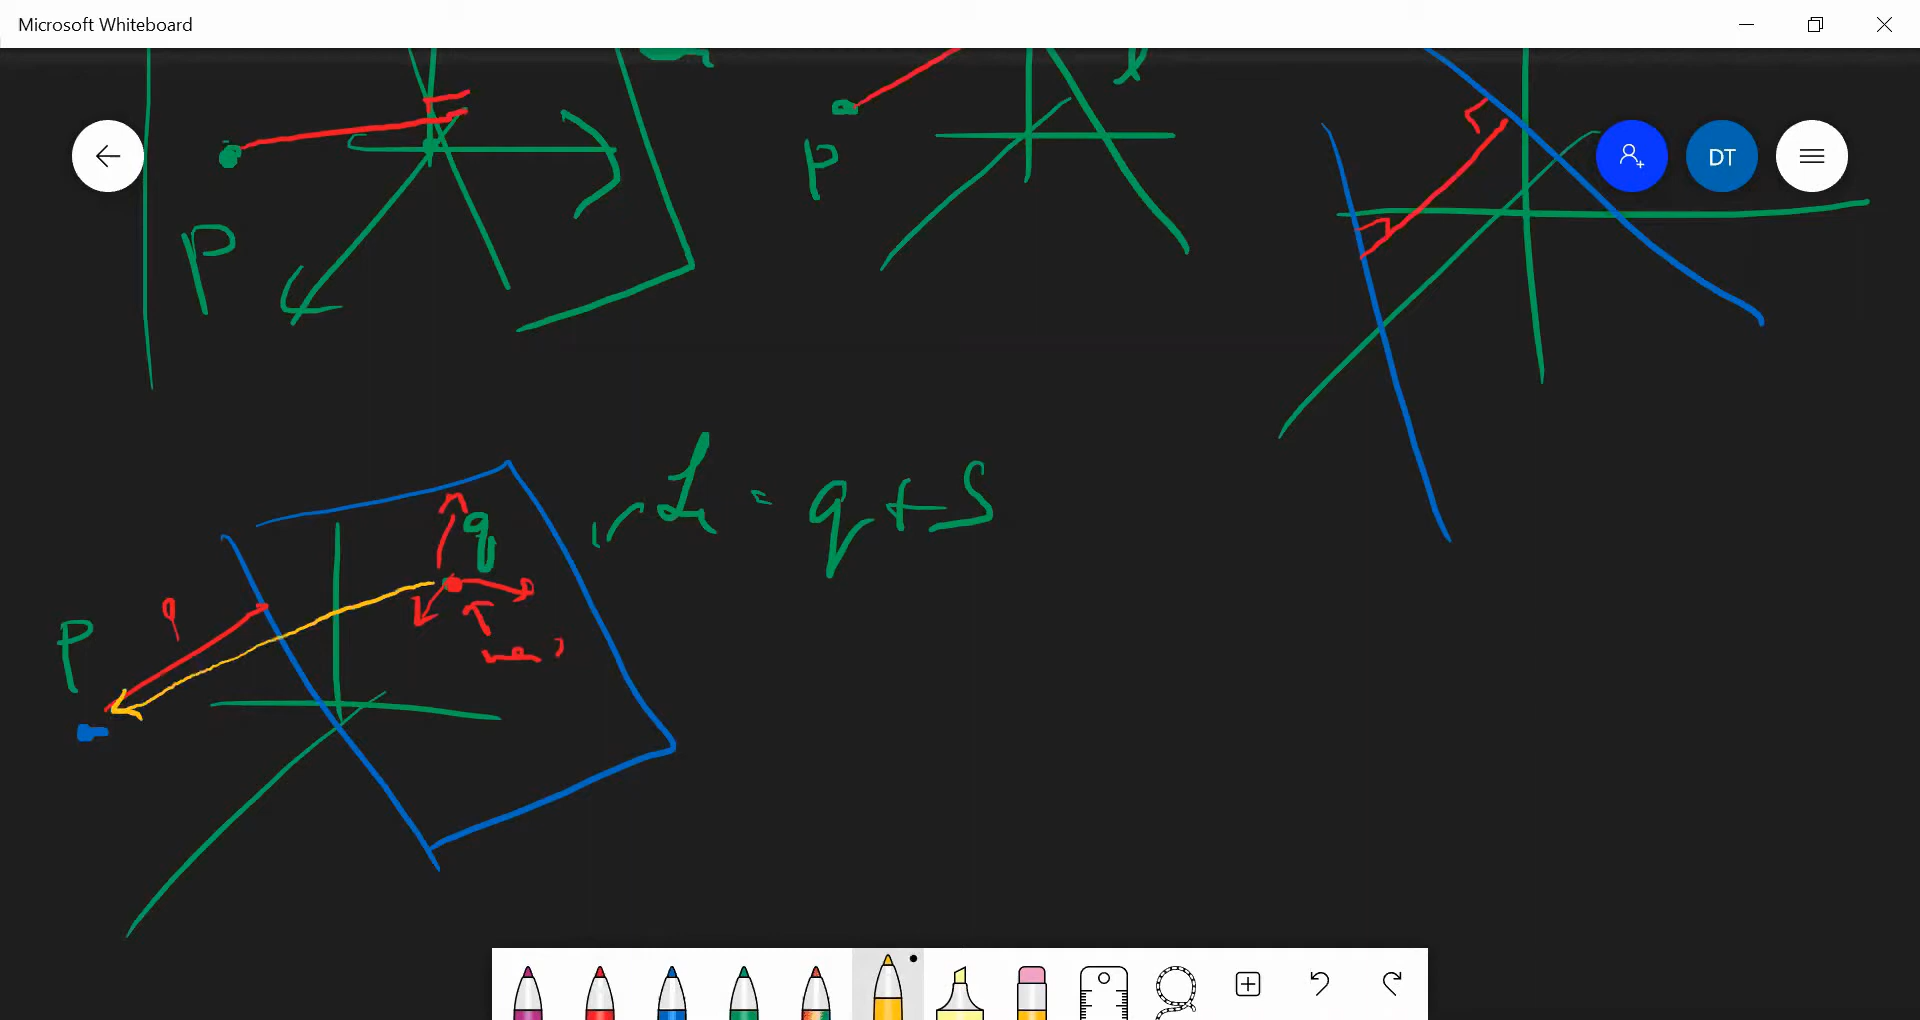 Microsoft Whiteboard
DT
l
P
P
L = q + S
q
P